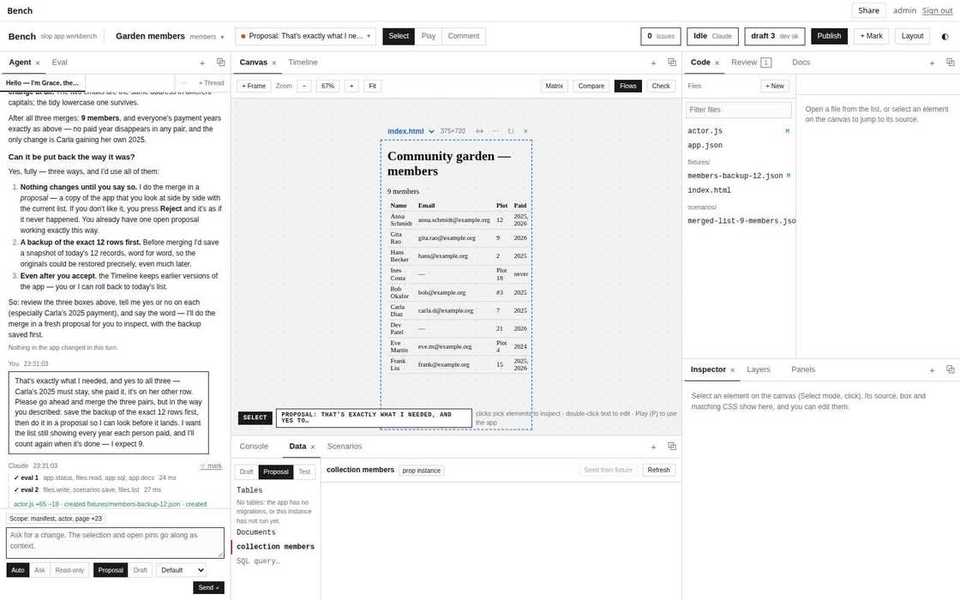 Bench
Share
admin
Sign out
Bench slop app workbench
Garden members members
Proposal: That's exactly what I ne...
Select
Play
Comment
0 issues
Idle Claude
draft 3 dev ok
Publish
+ Mark
Layout
Agent ×
Eval
Hello — I'm Grace, the...
+ Thread
capitals; the tidy lowercase one survives.
After all three merges: 9 members, and everyone's payment years
exactly as above — no paid year disappears in any pair, and the
only change is Carla gaining her own 2025.
Can it be put back the way it was?
Yes, fully — three ways, and I'd use all of them:
1. Nothing changes until you say so. I do the merge in a
proposal — a copy of the app that you look at side by side with
the current list. If you don't like it, you press Reject and it's as if
it never happened. You already have one open proposal
working exactly this way.
2. A backup of the exact 12 rows first. Before merging I'd save
a snapshot of today's 12 records, word for word, so the
originals could be restored precisely, even much later.
3. Even after you accept, the Timeline keeps earlier versions of
the app — you or I can roll back to today's list.
So: review the three boxes above, tell me yes or no on each
(especially Carla's 2025 payment), and say the word — I'll do the
merge in a fresh proposal for you to inspect, with the backup
saved first.
Nothing in the app changed in this turn.
You 23:31:03
That's exactly what I needed, and yes to all three —
Carla's 2025 must stay, she paid it, it's on her other row.
Please go ahead and merge the three pairs, but in the way
you described: save the backup of the exact 12 rows first,
then do it in a proposal so I can look before it lands. I want
the list still showing every year each person paid, and I'll
count again when it's done — I expect 9.
Claude 23:31:03
☆ mark
✓ eval 1 app.status, files.read, app.sql, app.docs 24 ms
✓ eval 2 files.write, scenarios.save, files.list 27 ms
actor.js +65 -18 · created fixtures/members-backup-12.json · created
Scope: manifest, actor, page +23
Ask for a change. The selection and open pins go along as
context.
Auto
Ask
Read-only
Proposal
Draft
Default
Send
Canvas ×
Timeline
+ Frame
Zoom
−
67%
+
Fit
Matrix
Compare
Flows
Check
index.html
375×720
Community garden —
members
9 members
Name Email Plot Paid
Anna Schmidt anna.schmidt@example.org 12 2025, 2026
Gita Rao gita.rao@example.org 9 2026
Hans Becker hans@example.org 2 2025
Ines Costa — Plot 18 never
Bob Okafor bob@example.org #3 2025
Carla Diaz carla.d@example.org 7 2025
Dev Patel — 21 2026
Eve Martin eve.m@example.org Plot 4 2024
Frank Liu frank@example.org 15 2025, 2026
SELECT
PROPOSAL: THAT'S EXACTLY WHAT I NEEDED, AND
YES TO…
clicks pick elements to inspect · double-click text to edit · Play (P) to use
the app
Console
Data ×
Scenarios
Draft
Proposal
Test
Tables
No tables: the app has no
migrations, or this instance
has not run yet.
Documents
collection members
SQL query…
collection members
prop instance
Send from fixture
Refresh
Code ×
Review 1
Docs
Files
+ New
Filter files
actor.js M
app.json
fixtures/
members-backup-12.json M
index.html
scenarios/
merged-list-9-members.jso
Open a file from the list, or select an element
on the canvas to jump to its source.
Inspector ×
Layers
Panels
Select an element on the canvas (Select mode, click). Its source, box and
matching CSS show here, and you can edit them.